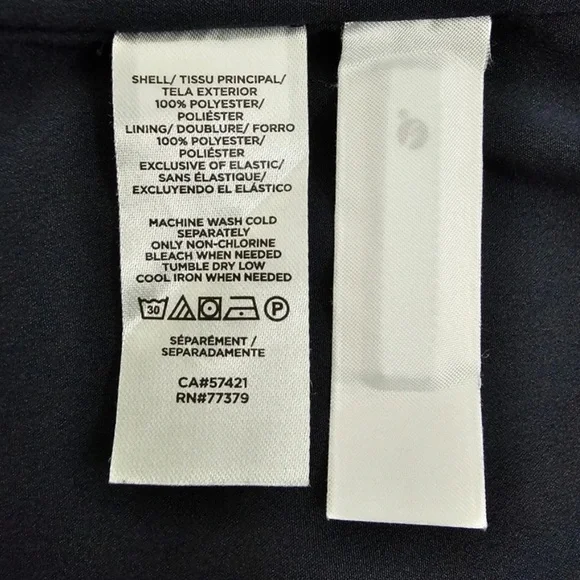 SHELL/ TISSU PRINCIPAL/
TELA EXTERIOR
100% POLYESTER/
POLIÉSTER
LINING/ DOUBLURE/ FORRO
100% POLYESTER/
POLIÉSTER
EXCLUSIVE OF ELASTIC/
SANS ÉLASTIQUE/
EXCLUYENDO EL ELÁSTICO
MACHINE WASH COLD
SEPARATELY
ONLY NON-CHLORINE
BLEACH WHEN NEEDED
TUMBLE DRY LOW
COOL IRON WHEN NEEDED
30 P
SÉPARÉMENT /
SEPARADAMENTE
CA#57421
RN#77379